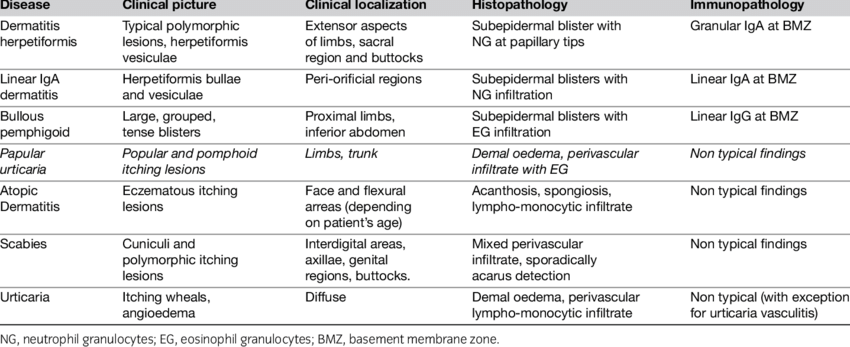 Disease Clinical picture Clinical localization Histopathology Immunopathology
Dermatitis Typical polymorphic Extensor aspects Subepidermal blister Granular IgA at BMZ
herpetiformis lesions, herpetiformis of limbs, sacral with NG at papillary tips
vesiculae region and buttocks
Linear IgA Herpetiformis bullae Peri-orificial regions Subepidermal blisters with Linear IgA at BMZ
dermatitis and vesiculae NG infiltration
Bullous Large, grouped, Proximal limbs, Subepidermal blisters with Linear IgG at BMZ
pemphigoid tense blisters inferior abdomen EG infiltration
Papular Popular and pomphoid Limbs, trunk Demal oedema, perivascular Non typical findings
urticaria itching lesions infiltrate with EG
Atopic Eczematous itching Face and flexural Acanthosis, spongiosis, Non typical findings
Dermatitis lesions arreas (depending lympho-monocytic infiltrate
on patient's age)
Scabies Cuniculi and Interdigital areas, Mixed perivascular Non typical findings
polymorphic itching axillae, genital infiltrate, sporadically
lesions regions, buttocks. acarus detection
Urticaria Itching wheals, Diffuse Demal oedema, perivascular Non typical (with exception
angioedema lympho-monocytic infiltrate for urticaria vasculitis)
NG, neutrophil granulocytes; EG, eosinophil granulocytes; BMZ, basement membrane zone.